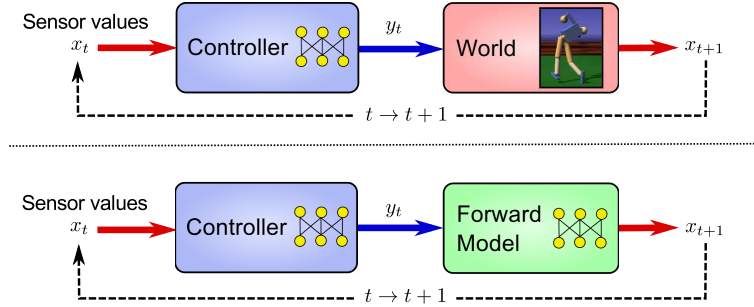 Sensor values
x_t
Controller
y_t
World
x_{t+1}
t → t + 1
Sensor values
x_t
Controller
y_t
Forward
Model
x_{t+1}
t → t + 1